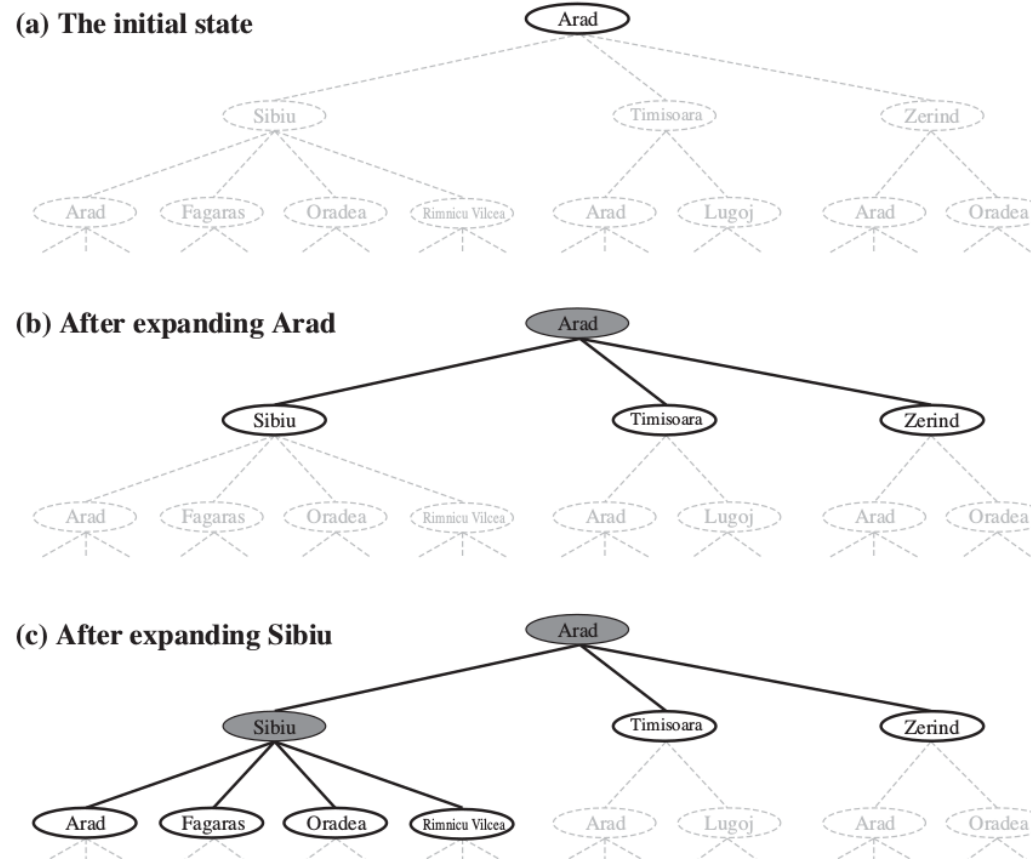 (a) The initial state
Arad
Sibiu Timisoara Zerind
Arad Fagaras Oradea Rimnicu Vilcea Arad Lugoj Arad Oradea
(b) After expanding Arad
Arad
Sibiu Timisoara Zerind
Arad Fagaras Oradea Rimnicu Vilcea Arad Lugoj Arad Oradea
(c) After expanding Sibiu
Arad
Sibiu Timisoara Zerind
Arad Fagaras Oradea Rimnicu Vilcea Arad Lugoj Arad Oradea